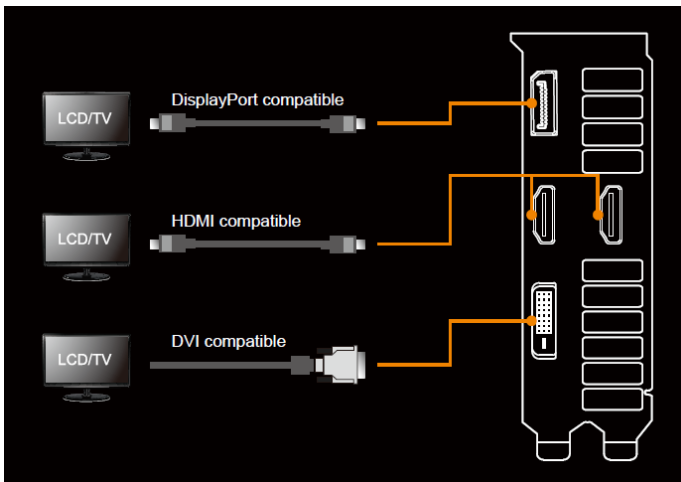 DisplayPort compatible
LCD/TV
HDMI compatible
LCD/TV
DVI compatible
LCD/TV